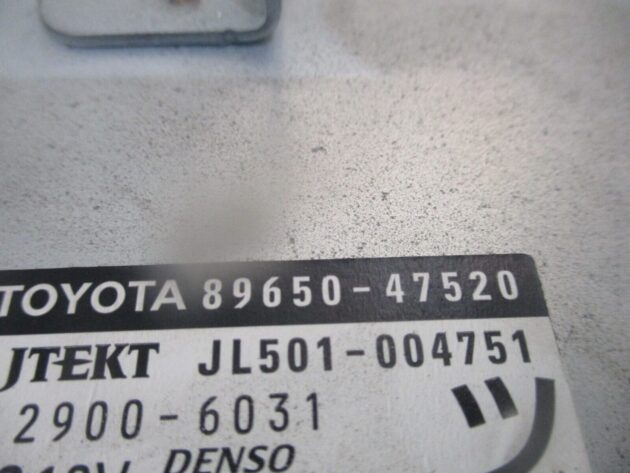 TOYOTA 89650-47520
JTEKT JL501-004751
2900-6031
DENSO